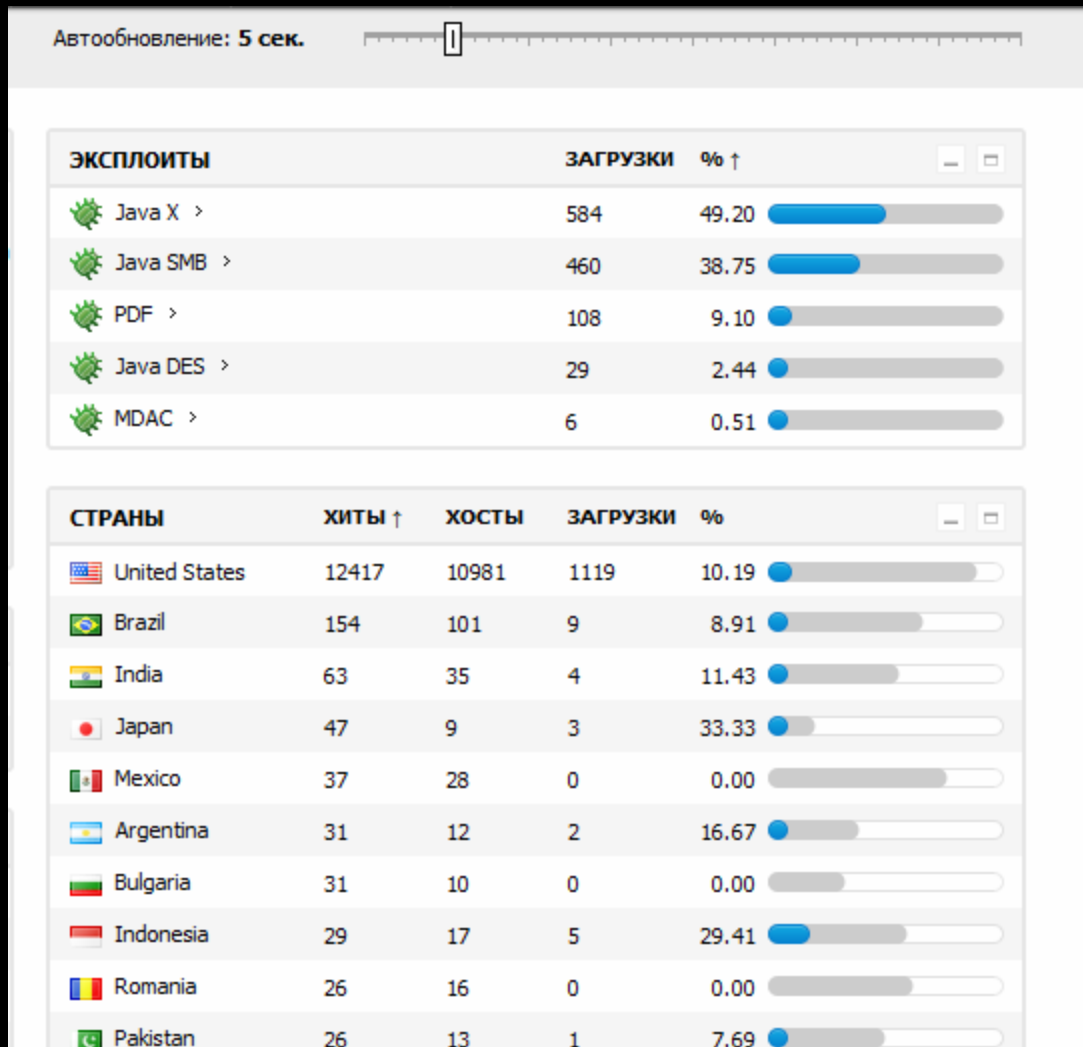 Автообновление: 5 сек.
ЭКСПЛОИТЫ ЗАГРУЗКИ % ↑
Java X > 584 49.20
Java SMB > 460 38.75
PDF > 108 9.10
Java DES > 29 2.44
MDAC > 6 0.51
СТРАНЫ ХИТЫ ↑ ХОСТЫ ЗАГРУЗКИ %
United States 12417 10981 1119 10.19
Brazil 154 101 9 8.91
India 63 35 4 11.43
Japan 47 9 3 33.33
Mexico 37 28 0 0.00
Argentina 31 12 2 16.67
Bulgaria 31 10 0 0.00
Indonesia 29 17 5 29.41
Romania 26 16 0 0.00
Pakistan 26 13 1 7.69